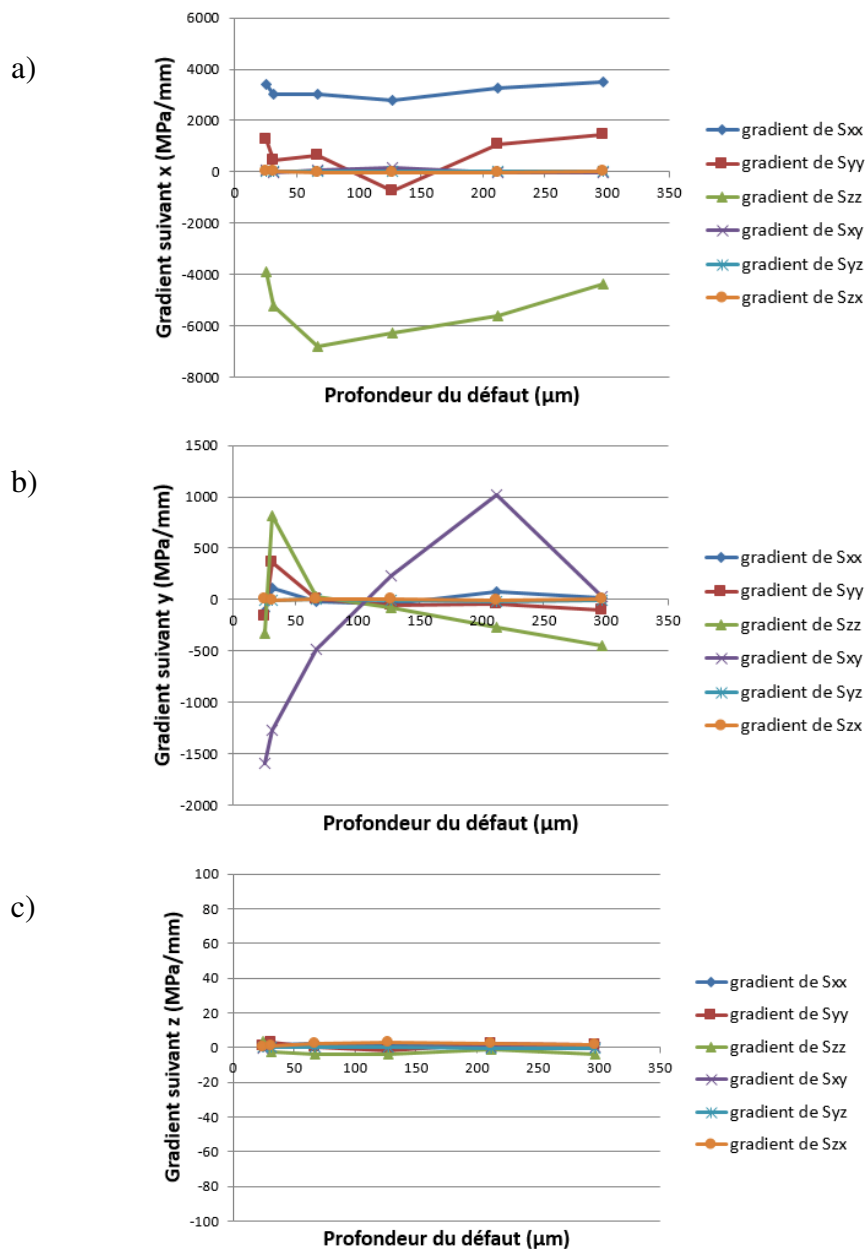 a)
Gradient suivant x (MPa/mm)
6000
4000
2000
0
-2000
-4000
-6000
-8000
0 50 100 150 200 250 300 350
Profondeur du défaut (µm)
gradient de Sxx
gradient de Syy
gradient de Szz
gradient de Sxy
gradient de Syz
gradient de Szx
b)
Gradient suivant y (MPa/mm)
1500
1000
500
0
-500
-1000
-1500
-2000
0 50 100 150 200 250 300 350
Profondeur du défaut (µm)
gradient de Sxx
gradient de Syy
gradient de Szz
gradient de Sxy
gradient de Syz
gradient de Szx
c)
Gradient suivant z (MPa/mm)
100
80
60
40
20
0
-20
-40
-60
-80
-100
0 50 100 150 200 250 300 350
Profondeur du défaut (µm)
gradient de Sxx
gradient de Syy
gradient de Szz
gradient de Sxy
gradient de Syz
gradient de Szx